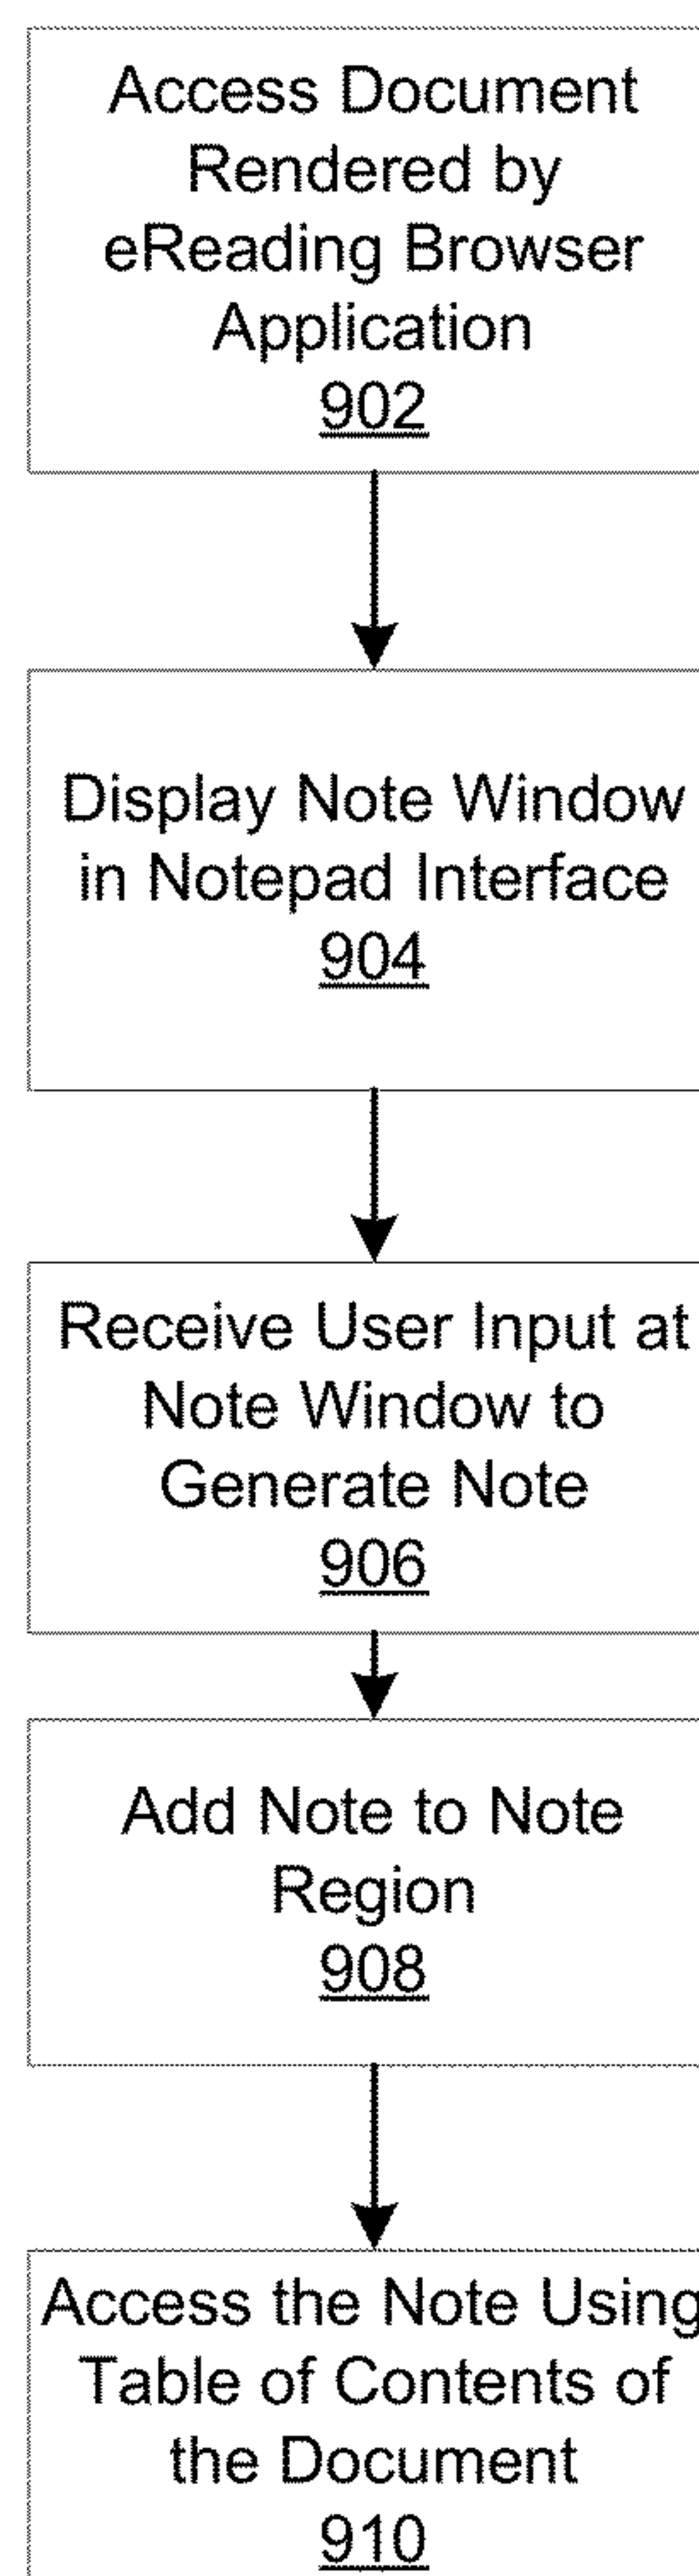 Access Document
Rendered by
eReading Browser
Application
902
Display Note Window
in Notepad Interface
904
Receive User Input at
Note Window to
Generate Note
906
Add Note to Note
Region
908
Access the Note Using
Table of Contents of
the Document
910